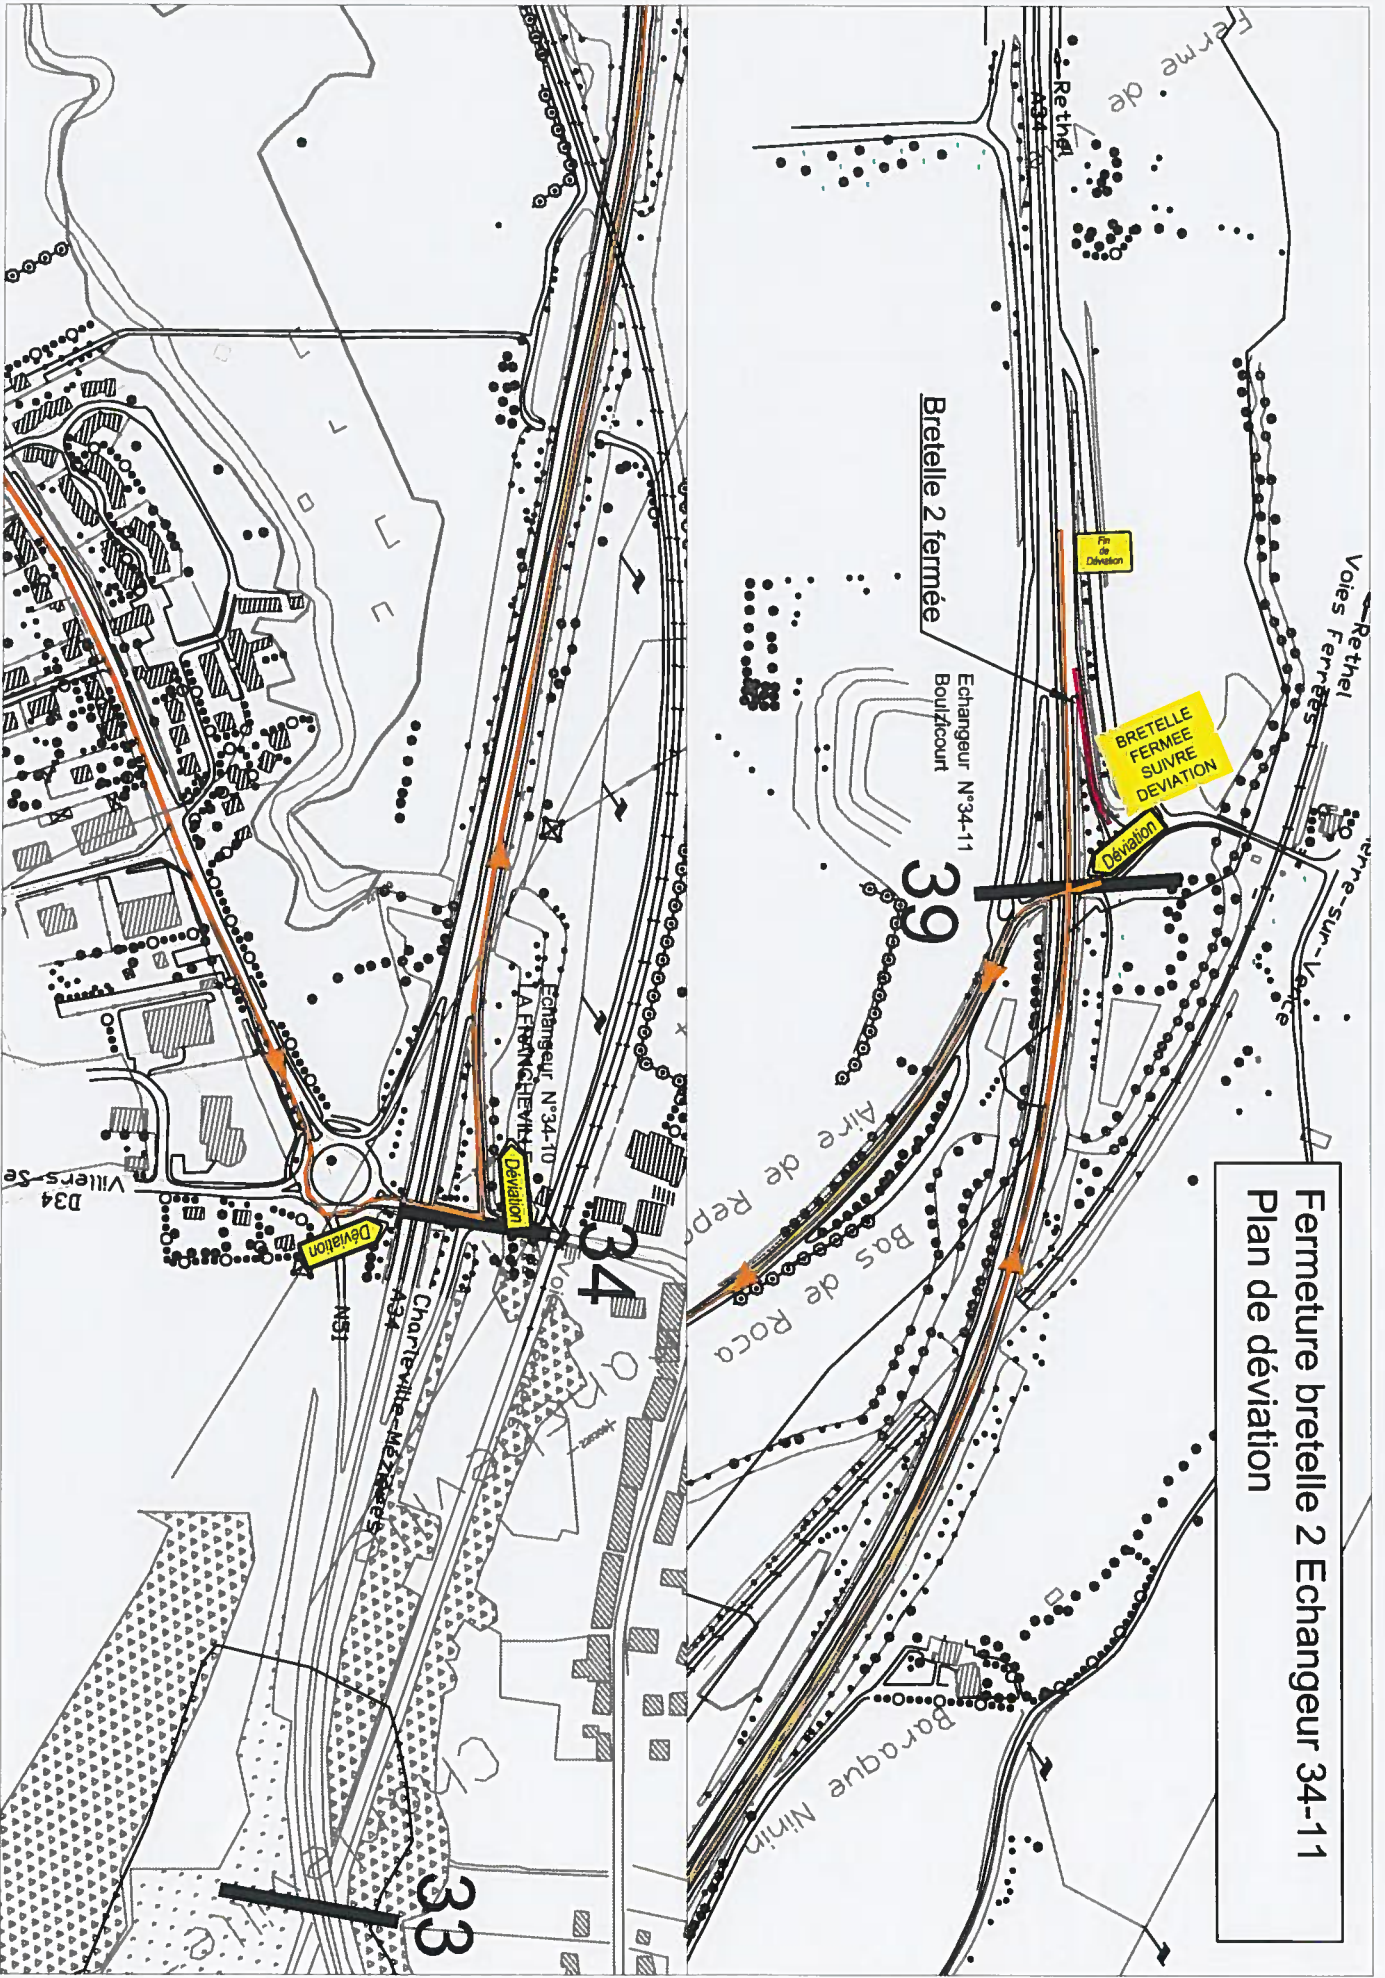 Fermeture bretelle 2 Echangeur 34-11
Plan de déviation
Ferme de
Rethel
A34
Voies Ferrées
Rethel
Fin
de
Déviation
Bretelle 2 fermée
Echangeur N°34-11
Boulzicourt
BRETELLE
FERMEE
SUIVRE
DEVIATION
Déviation
39
Aire de Repo
Bas de Roca
Baraque Ninin
Echangeur N°34-10
LA FRANCHEVILLE
Déviation
34
Déviation
Villers-Se
D34
N51
A34
Charleville-Mézières
33